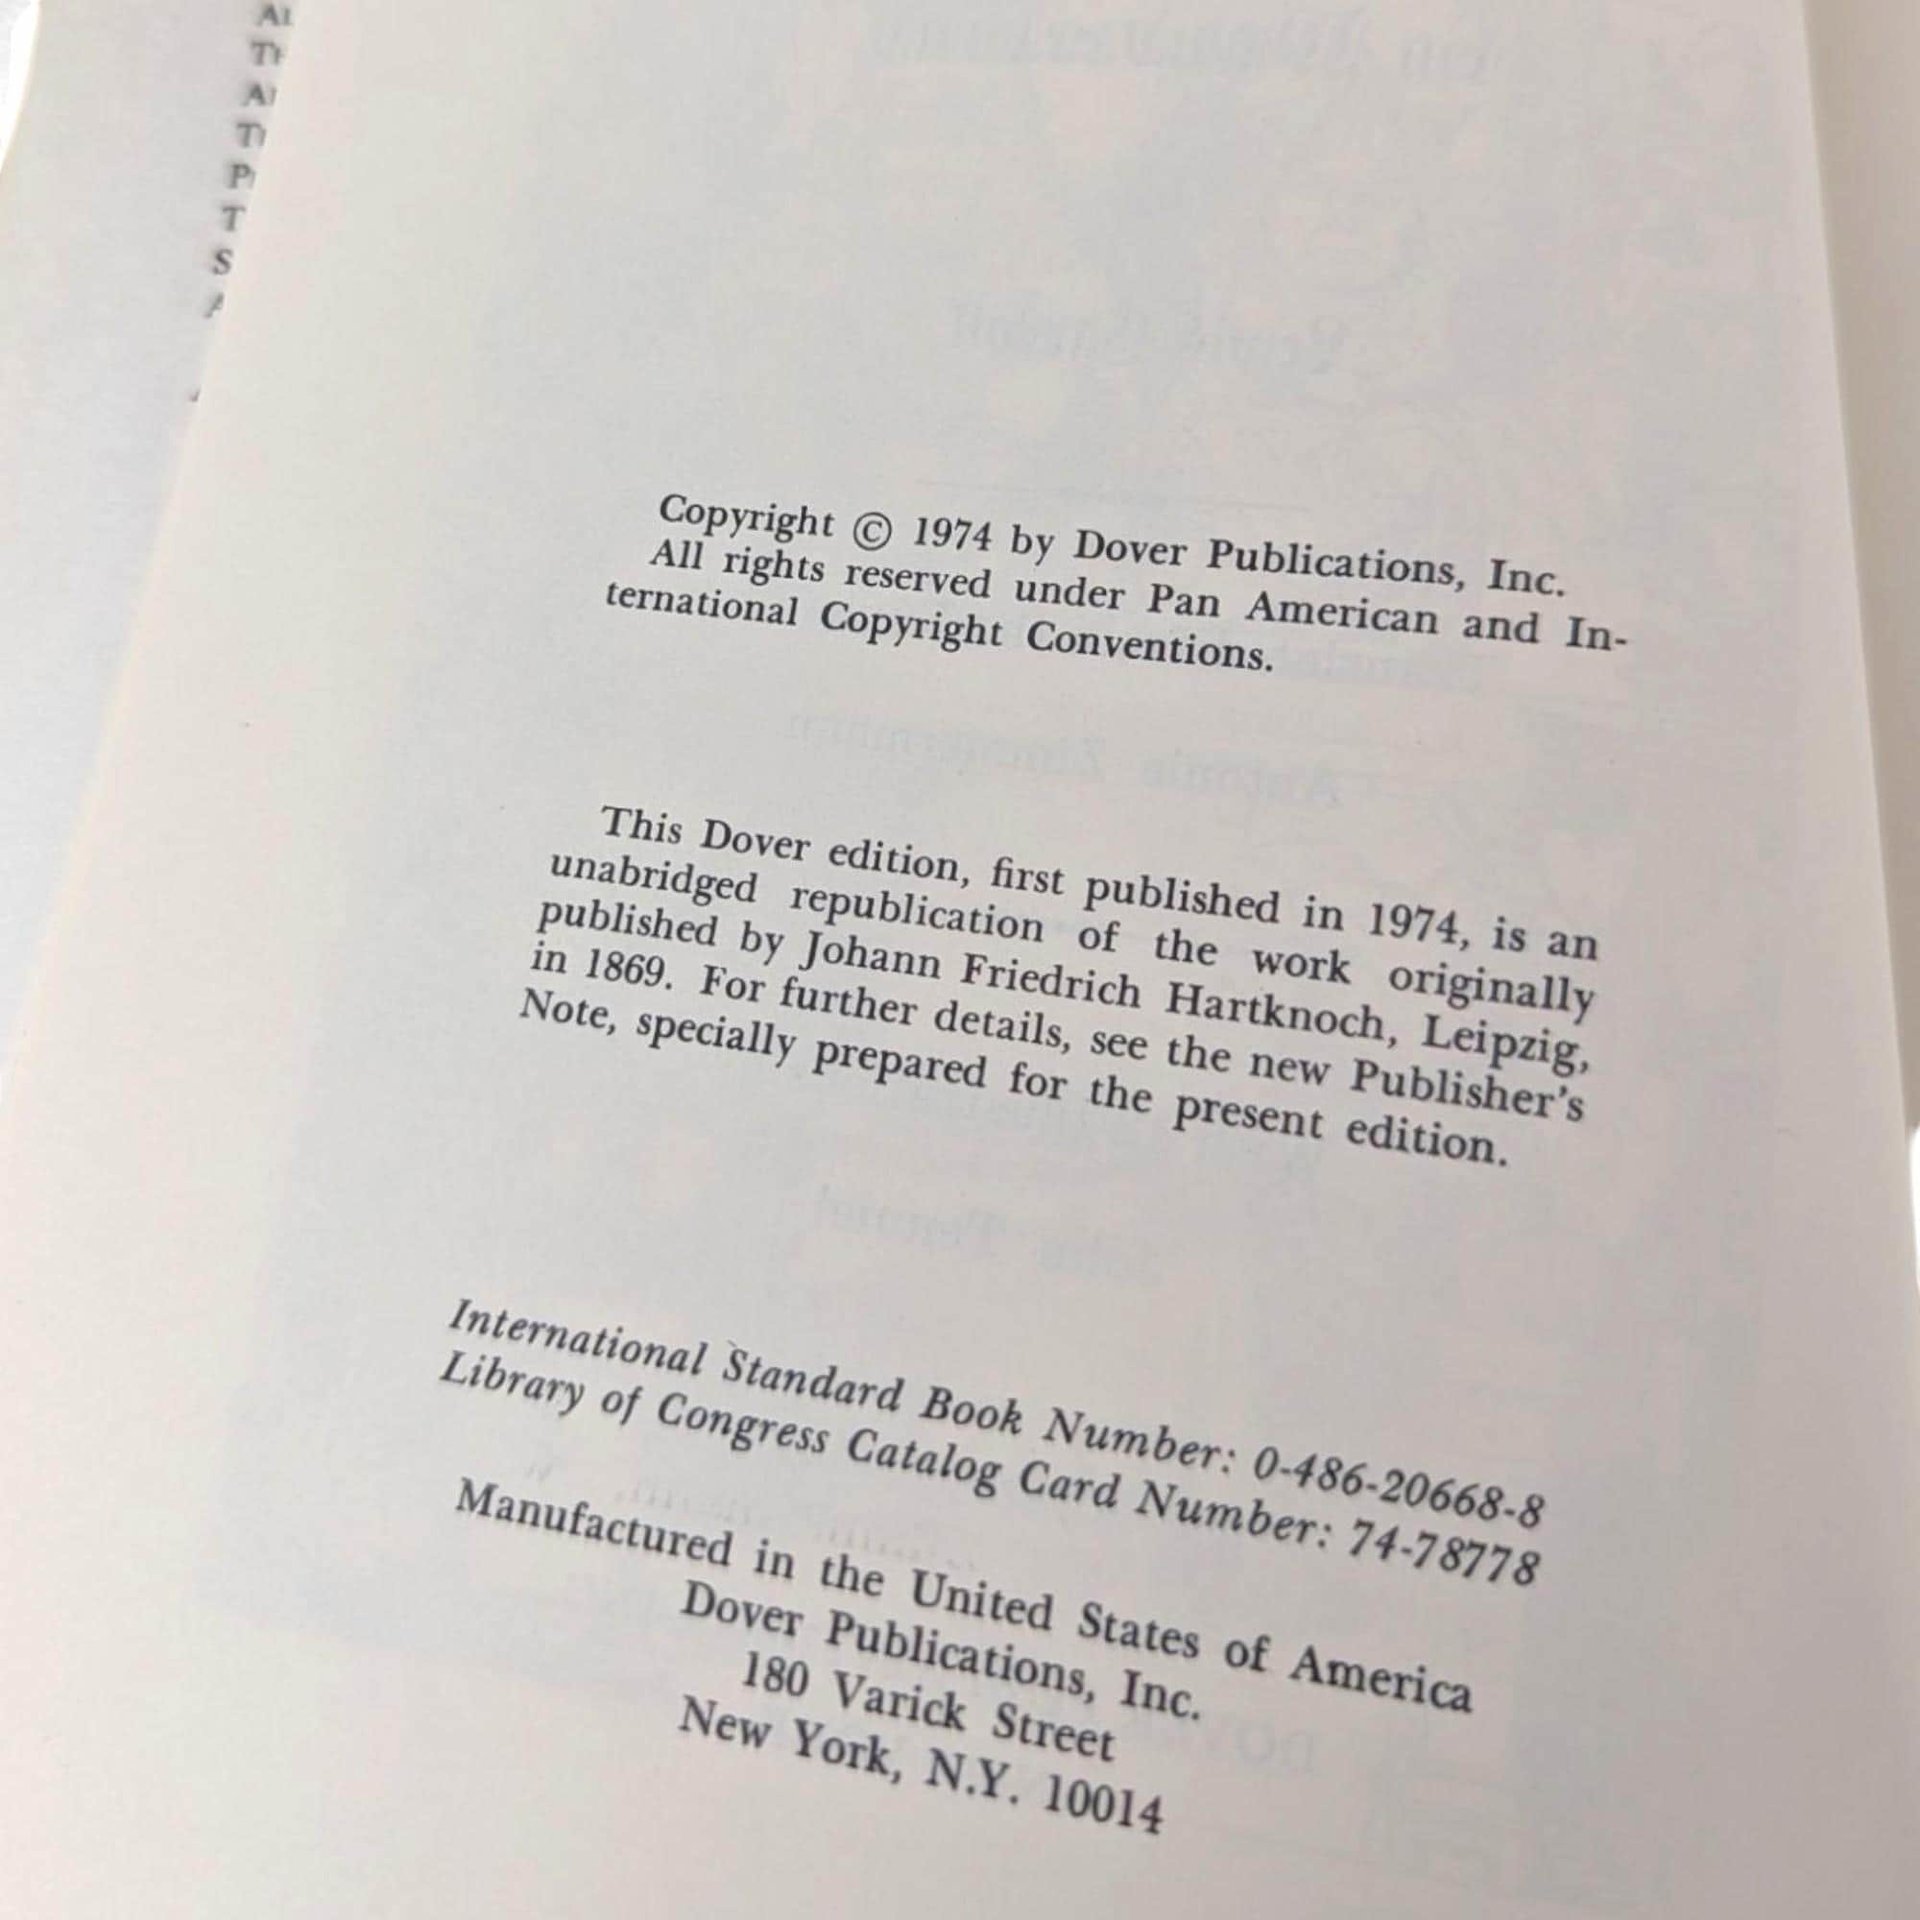 Al
Th
A
T
P
T
S
A
Copyright © 1974 by Dover Publications, Inc.
All rights reserved under Pan American and In-
ternational Copyright Conventions.
This Dover edition, first published in 1974, is an
unabridged republication of the work originally
published by Johann Friedrich Hartknoch, Leipzig,
in 1869. For further details, see the new Publisher's
Note, specially prepared for the present edition.
International Standard Book Number: 0-486-20668-8
Library of Congress Catalog Card Number: 74-78778
Manufactured in the United States of America
Dover Publications, Inc.
180 Varick Street
New York, N.Y. 10014